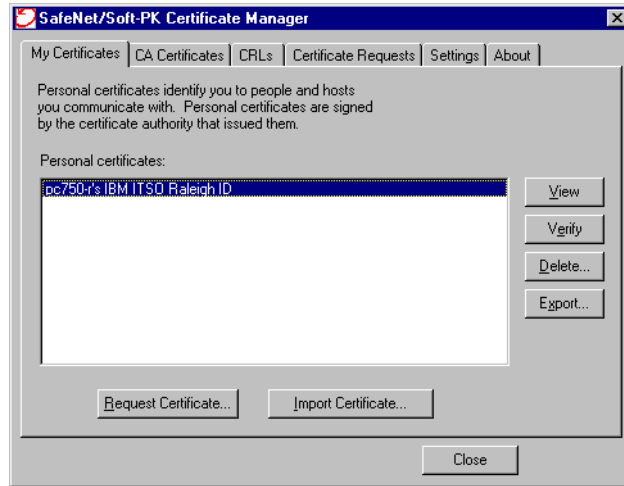 SafeNet/Soft-PK Certificate Manager
My Certificates CA Certificates CRLs Certificate Requests Settings About
Personal certificates identify you to people and hosts
you communicate with. Personal certificates are signed
by the certificate authority that issued them.
Personal certificates:
pc750-r's IBM ITSO Raleigh ID
View
Verify
Delete...
Export...
Request Certificate... Import Certificate...
Close